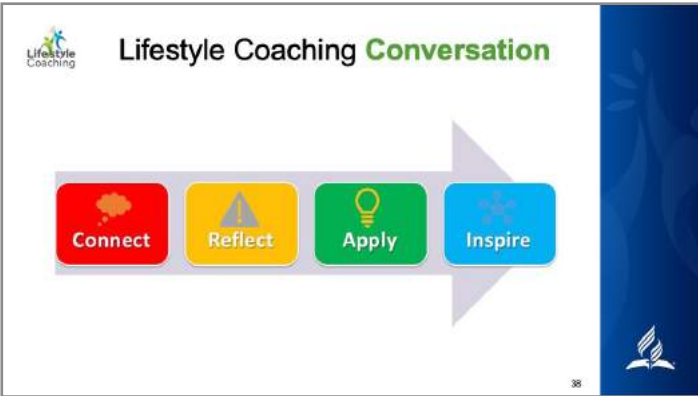 Lifestyle
Coaching
Lifestyle Coaching Conversation
Connect
Reflect
Apply
Inspire
38